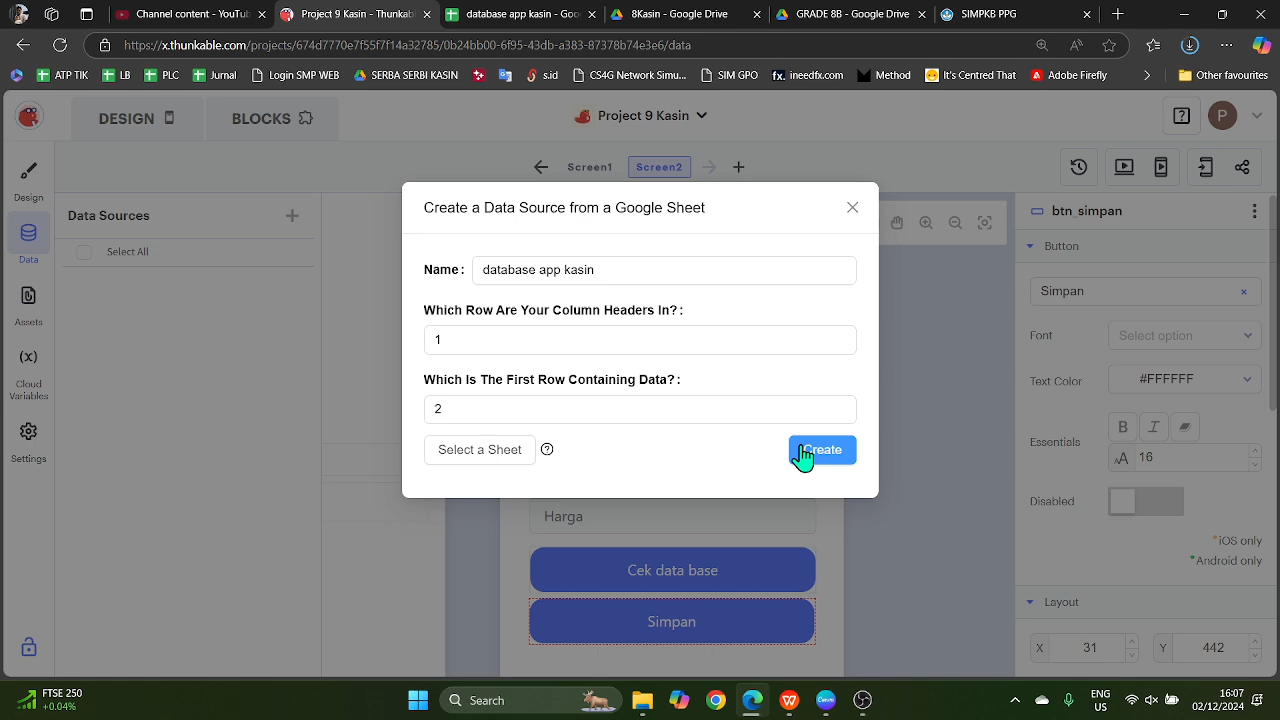 Channel content - YouTub
Project 9 Kasin - Thunkab
database app kasin - Goo
8Kasin - Google Drive
GRADE 8B - Google Drive
SIMPKB PPG
https://x.thunkable.com/projects/674d7770e7f55f7f14a32785/0b24bb00-6f95-43db-a383-87378b74e3e6/data
ATP TIK
LB
PLC
Jurnal
Login SMP WEB
SERBA SERBI KASIN
sid
CS4G Network Simu...
SIM GP
inedfx.com
Method
It's Centred That
Adobe Firefly
Other favourites
DESIGN
BLOCKS
Project 9 Kasin
P
Screen1
Screen2
Design
Data
Assets
Cloud
Variables
Settings
Data Sources
Select All
Create a Data Source from a Google Sheet
Name:
database app kasin
Which Row Are Your Column Headers In?:
1
Which Is The First Row Containing Data?:
2
Select a Sheet
Create
Harga
Cek data base
Simpan
btn_simpan
Button
Simpan
Font
Select option
Text Color
#FFFFFF
Essentials
B I
AA 16
Disabled
*iOS only
*Android only
Layout
X 31
Y 442
FTSE 250
+0.04%
Search
ENG
US
16:07
02/12/2024